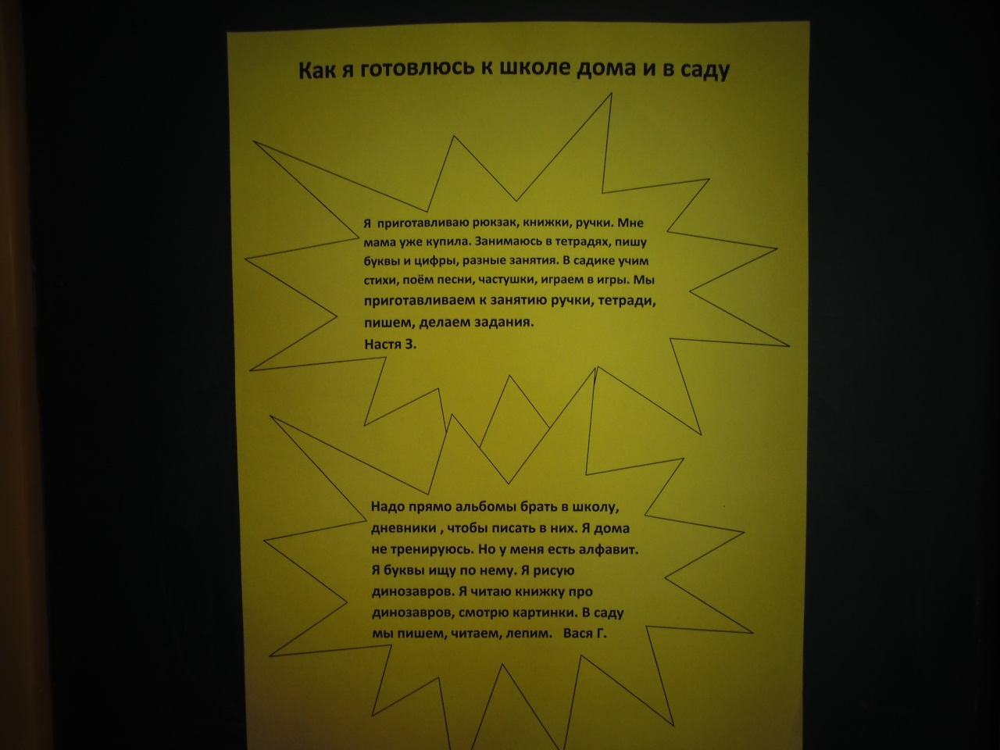 Как я готовлюсь к школе дома и в саду
Я приготавливаю рюкзак, книжки, ручки. Мне
мама уже купила. Занимаюсь в тетрадях, пишу
буквы и цифры, разные занятия. В садике учим
стихи, поём песни, частушки, играем в игры. Мы
приготавливаем к занятию ручки, тетради,
пишем, делаем задания.
Настя З.
Надо прямо альбомы брать в школу,
дневники , чтобы писать в них. Я дома
не тренируюсь. Но у меня есть алфавит.
Я буквы ищу по нему. Я рисую
динозавров. Я читаю книжку про
динозавров, смотрю картинки. В саду
мы пишем, читаем, лепим. Вася Г.